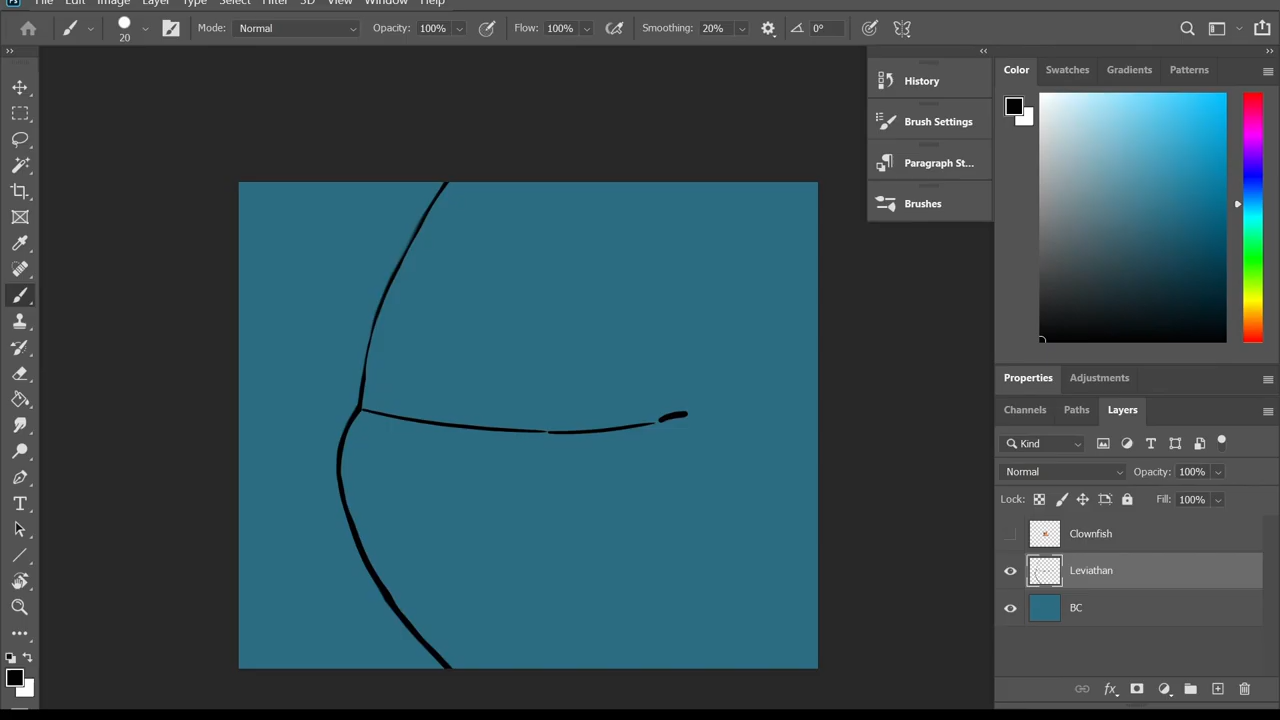 Ps File Edit Image Layer Type Select Filter 3D View Window Help
20 Mode: Normal Opacity: 100% Flow: 100% Smoothing: 20% 0°
History
Brush Settings
Paragraph St...
Brushes
Color Swatches Gradients Patterns
Properties Adjustments
Channels Paths Layers
Kind
Normal Opacity: 100%
Lock: Fill: 100%
Clownfish
Leviathan
BC
fx